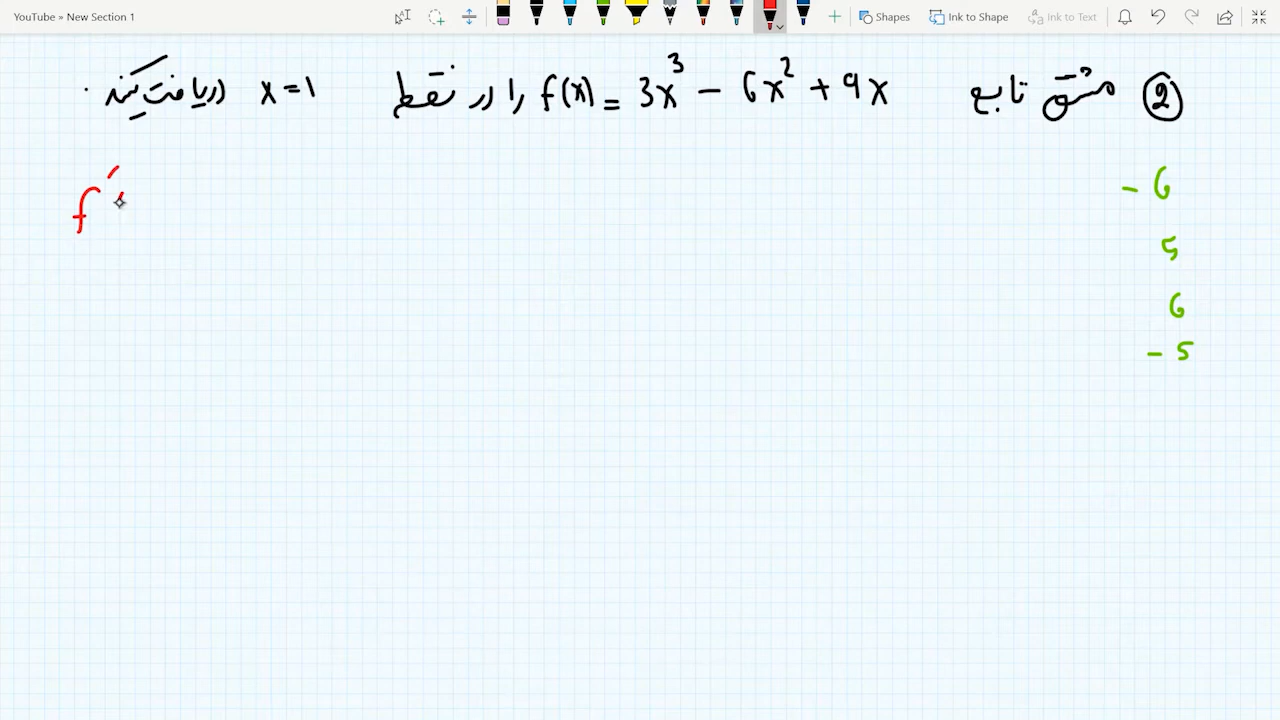 Youtube » New Section 1
Shapes Ink to Shape Ink to Text
② مشتق تابع f(x) = 3x³ - 6x² + 9x را در نقطه x=1 دریافت کنید .
- 6
f′
5
6
- 5